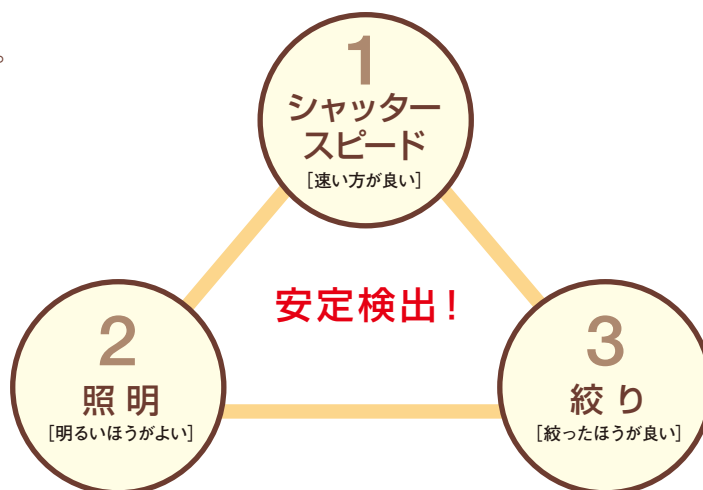 。
1
シャッター
スピード
[速い方が良い]
安定検出!
2
照明
[明るいほうがよい]
3
絞り
[絞ったほうが良い]